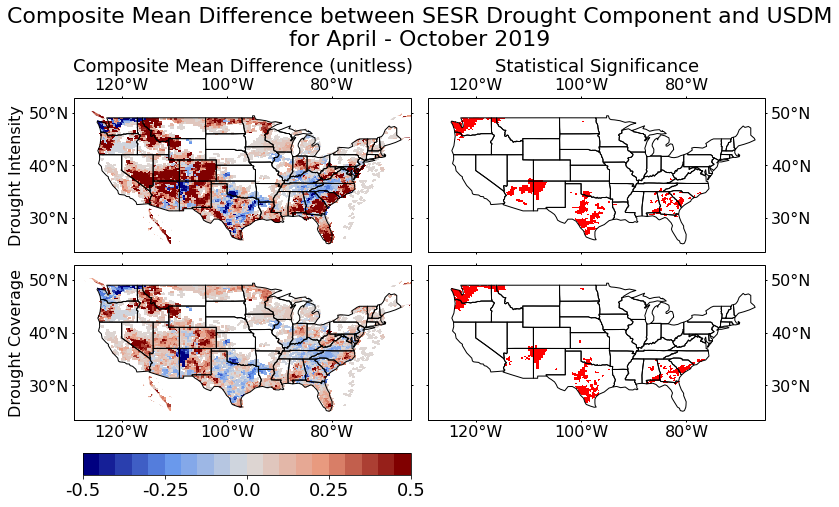 Composite Mean Difference between SESR Drought Component and USDM
for April - October 2019
Composite Mean Difference (unitless)
Statistical Significance
120°W 100°W 80°W
120°W 100°W 80°W
Drought Intensity
50°N
40°N
30°N
50°N
40°N
30°N
Drought Coverage
50°N
40°N
30°N
50°N
40°N
30°N
120°W 100°W 80°W
120°W 100°W 80°W
-0.5 -0.25 0.0 0.25 0.5